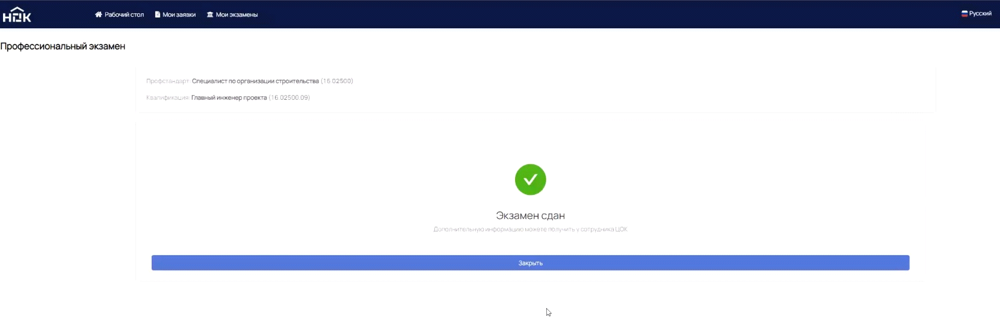 НОК
Рабочий стол Мои заявки Мои экзамены Русский
Профессиональный экзамен
Профстандарт: Специалист по организации строительства (16.02500)
Квалификация: Главный инженер проекта (16.02500.09)
Экзамен сдан
Дополнительную информацию можете получить у сотрудника ЦОК
Закрыть